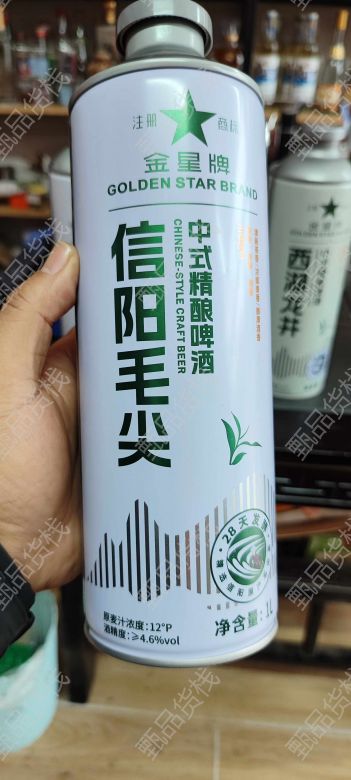 注册 商标
金星牌
GOLDEN STAR BRAND
信阳毛尖
中式精酿啤酒
CHINESE-STYLE CRAFT BEER
28天发酵
原麦汁浓度：12°P
酒精度：≥4.6%vol
净含量：1L
西湖龙井
甄品货栈